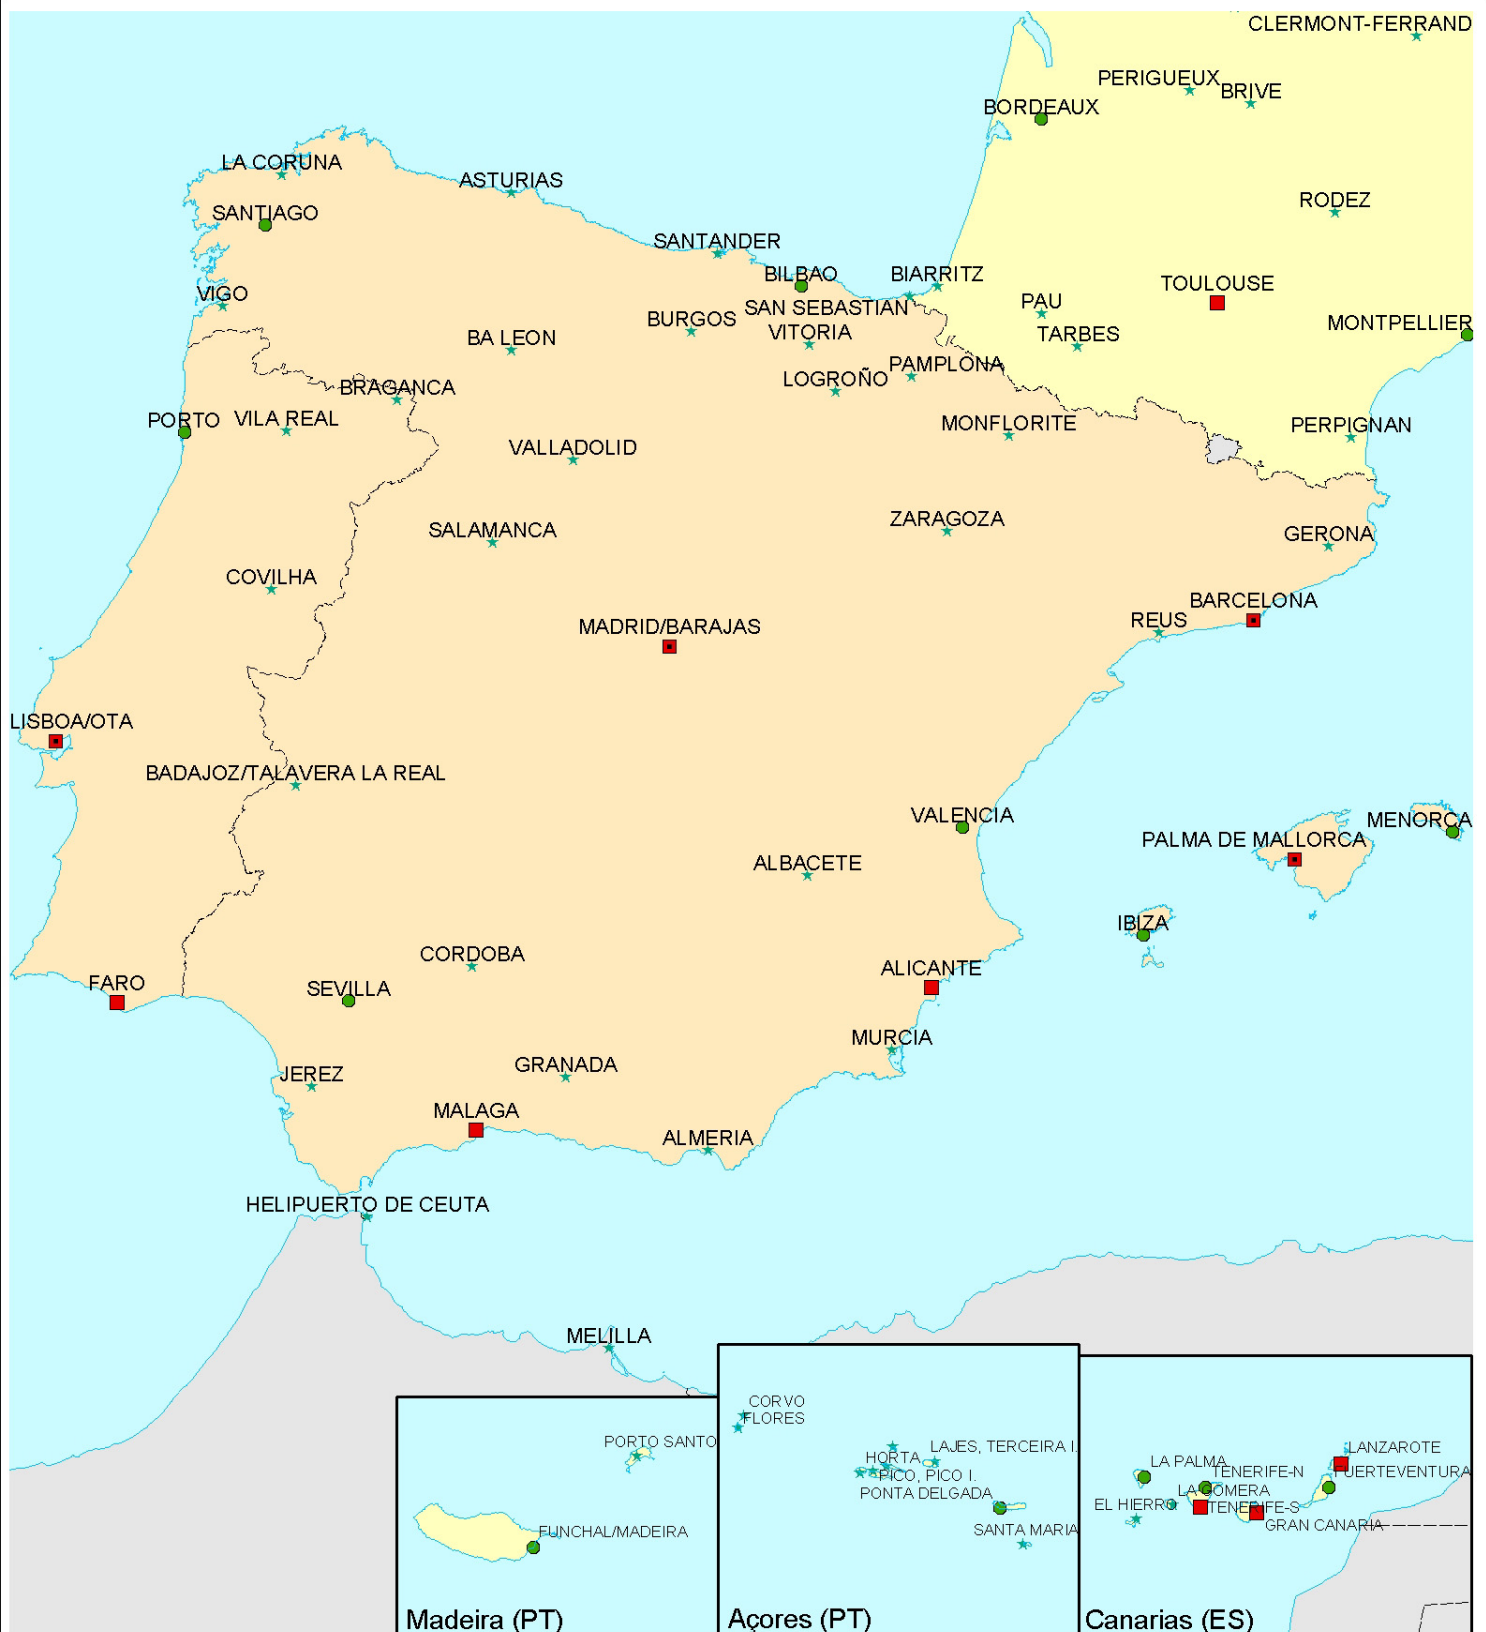 CLERMONT-FERRAND
PERIGUEUX
BRIVE
BORDEAUX
LA CORUNA
ASTURIAS
RODEZ
SANTIAGO
SANTANDER
BILBAO
BIARRITZ
TOULOUSE
VIGO
SAN SEBASTIAN
PAU
BURGOS
MONTPELLIER
BA LEON
VITORIA
TARBES
PAMPLONA
LOGROÑO
BRAGANCA
PORTO
VILA REAL
MONFLORITE
PERPIGNAN
VALLADOLID
ZARAGOZA
SALAMANCA
GERONA
COVILHA
BARCELONA
REUS
MADRID/BARAJAS
LISBOA/OTA
BADAJOZ/TALAVERA LA REAL
VALENCIA
MENORCA
PALMA DE MALLORCA
ALBACETE
IBIZA
CORDOBA
ALICANTE
FARO
SEVILLA
MURCIA
GRANADA
JEREZ
MALAGA
ALMERIA
HELIPUERTO DE CEUTA
MELILLA
PORTO SANTO
FUNCHAL/MADEIRA
Madeira (PT)
CORVO
FLORES
LAJES, TERCEIRA I.
HORTA
PICO, PICO I.
PONTA DELGADA
SANTA MARIA
Açores (PT)
LANZAROTE
LA PALMA
TENERIFE-N
FUERTEVENTURA
LA GOMERA
EL HIERRO
TENERIFE-S
GRAN CANARIA
Canarias (ES)